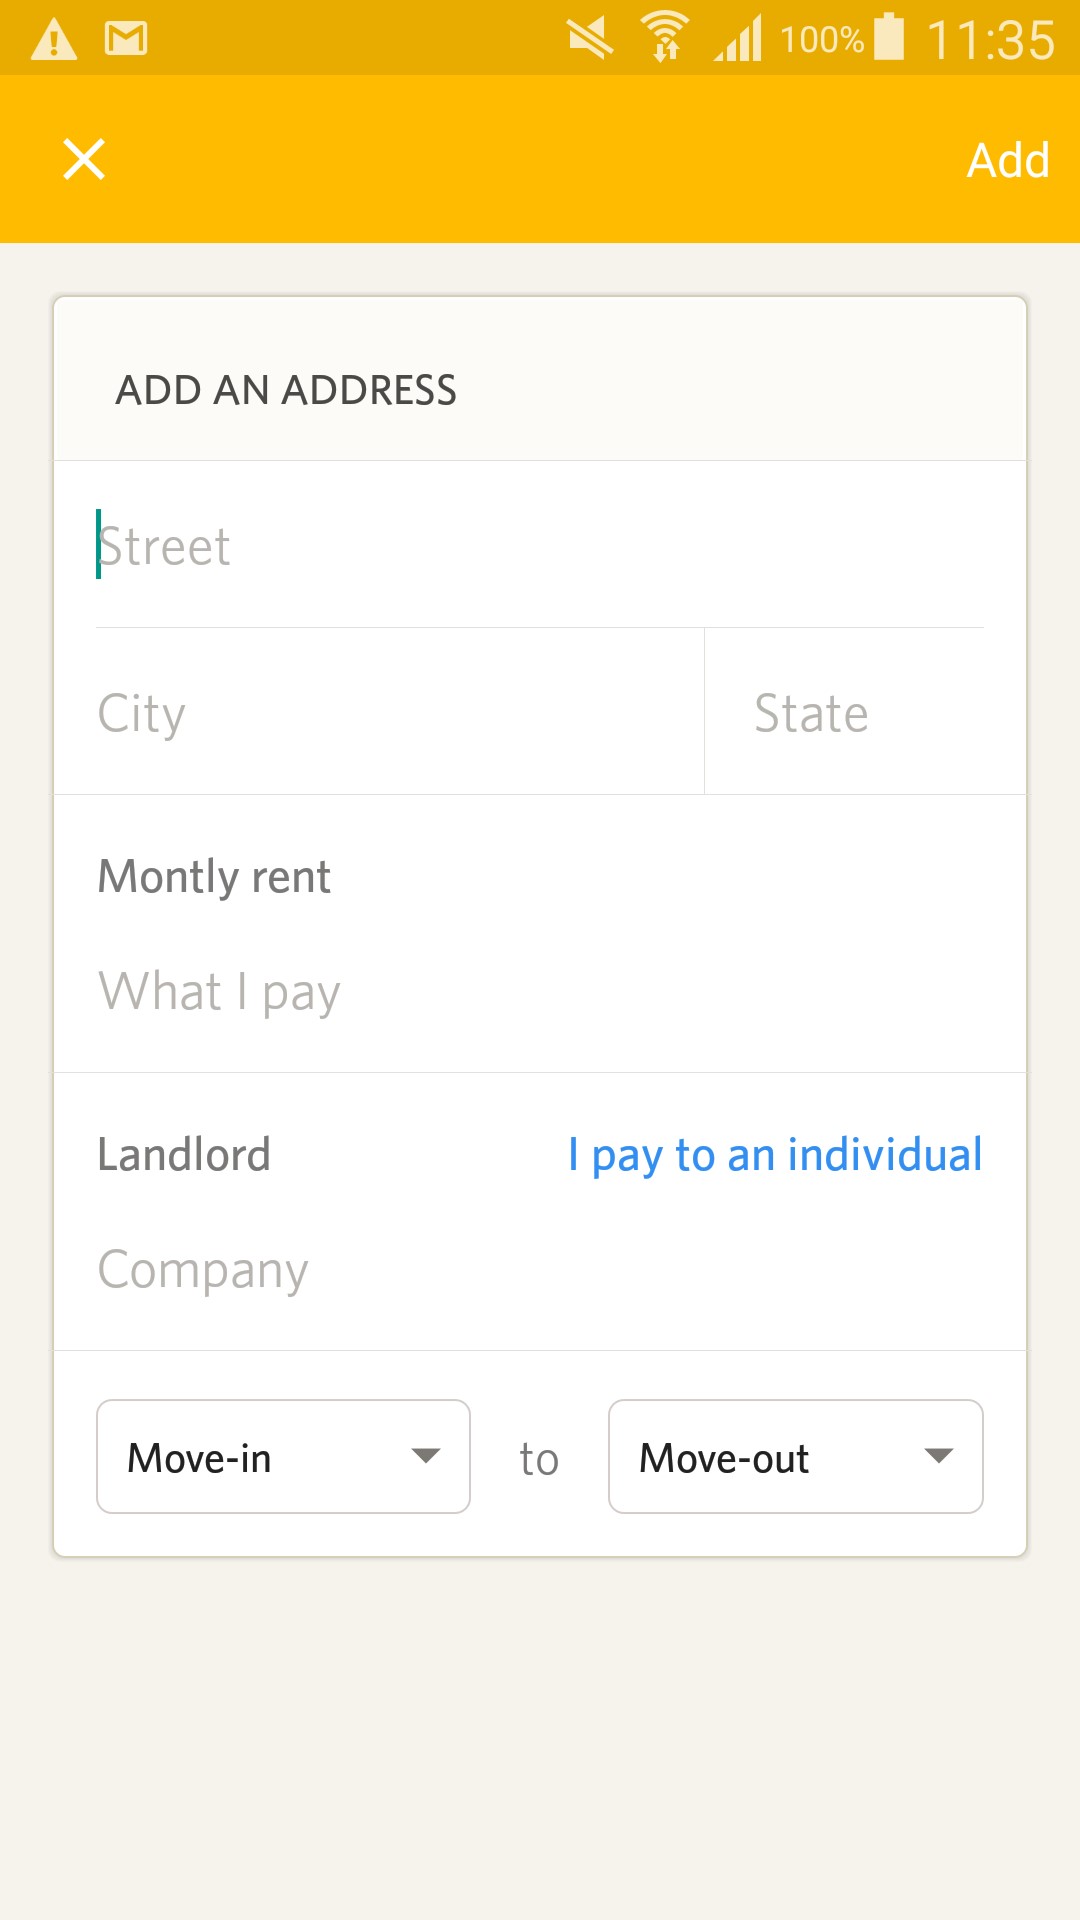 100% 11:35
Add
ADD AN ADDRESS
Street
City State
Montly rent
What I pay
Landlord I pay to an individual
Company
Move-in to Move-out